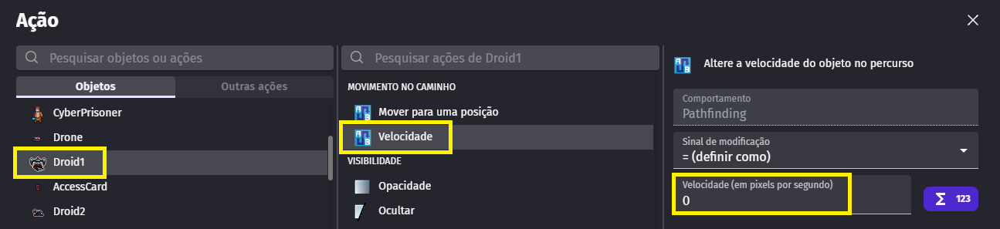 Ação
Pesquisar objetos ou ações
Objetos
Outras ações
CyberPrisoner
Drone
Droid1
AccessCard
Droid2
Pesquisar ações de Droid1
MOVIMENTO NO CAMINHO
Mover para uma posição
Velocidade
VISIBILIDADE
Opacidade
Ocultar
Altere a velocidade do objeto no percurso
Comportamento
Pathfinding
Sinal de modificação
= (definir como)
Velocidade (em pixels por segundo)
0
Σ 123